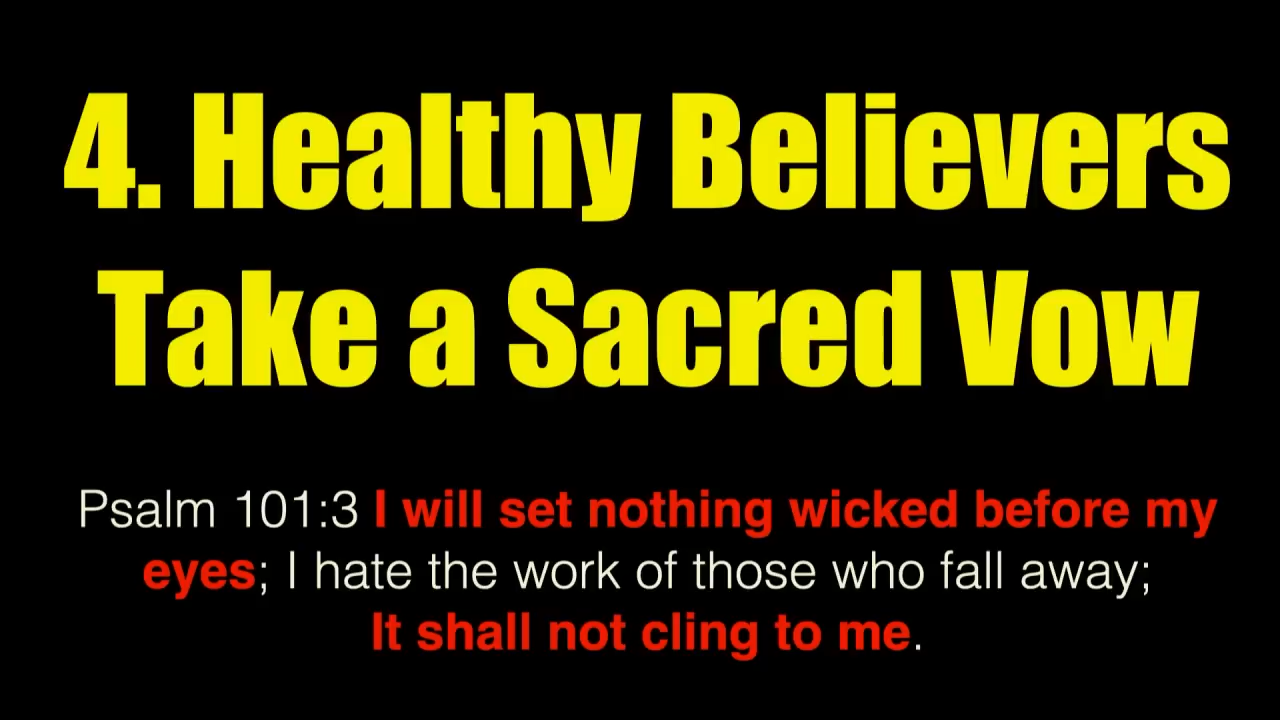 4. Healthy Believers
Take a Sacred Vow
Psalm 101:3 I will set nothing wicked before my
eyes; I hate the work of those who fall away;
It shall not cling to me.